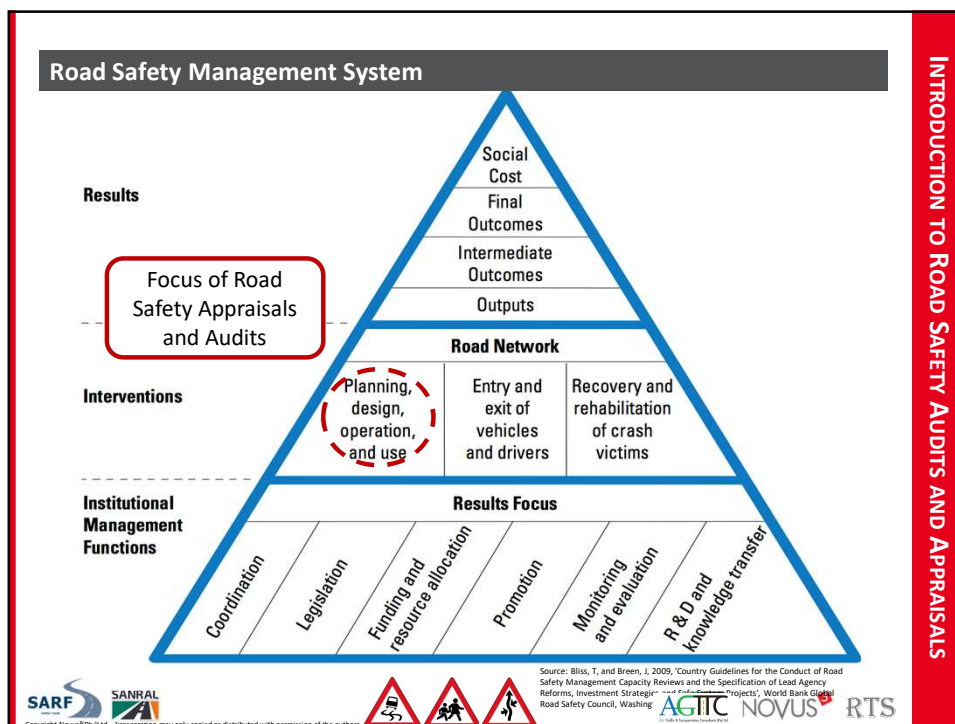 Road Safety Management System
INTRODUCTION TO ROAD SAFETY AUDITS AND APPRAISALS
Results
Social
Cost
Final
Outcomes
Intermediate
Outcomes
Outputs
Focus of Road
Safety Appraisals
and Audits
Interventions
Road Network
Planning,
design,
operation,
and use
Entry and
exit of
vehicles
and drivers
Recovery and
rehabilitation
of crash
victims
Institutional
Management
Functions
Results Focus
Coordination
Legislation
Funding and
resource allocation
Promotion
Monitoring
and evaluation
R & D and
knowledge transfer
Source: Bliss, T, and Breen, J, 2009, 'Country Guidelines for the Conduct of Road
Safety Management Capacity Reviews and the Specification of Lead Agency
Reforms, Investment Strategies and Safe System Projects', World Bank Global
Road Safety Council, Washing
SARF
SANRAL
NOVUS3
RTS